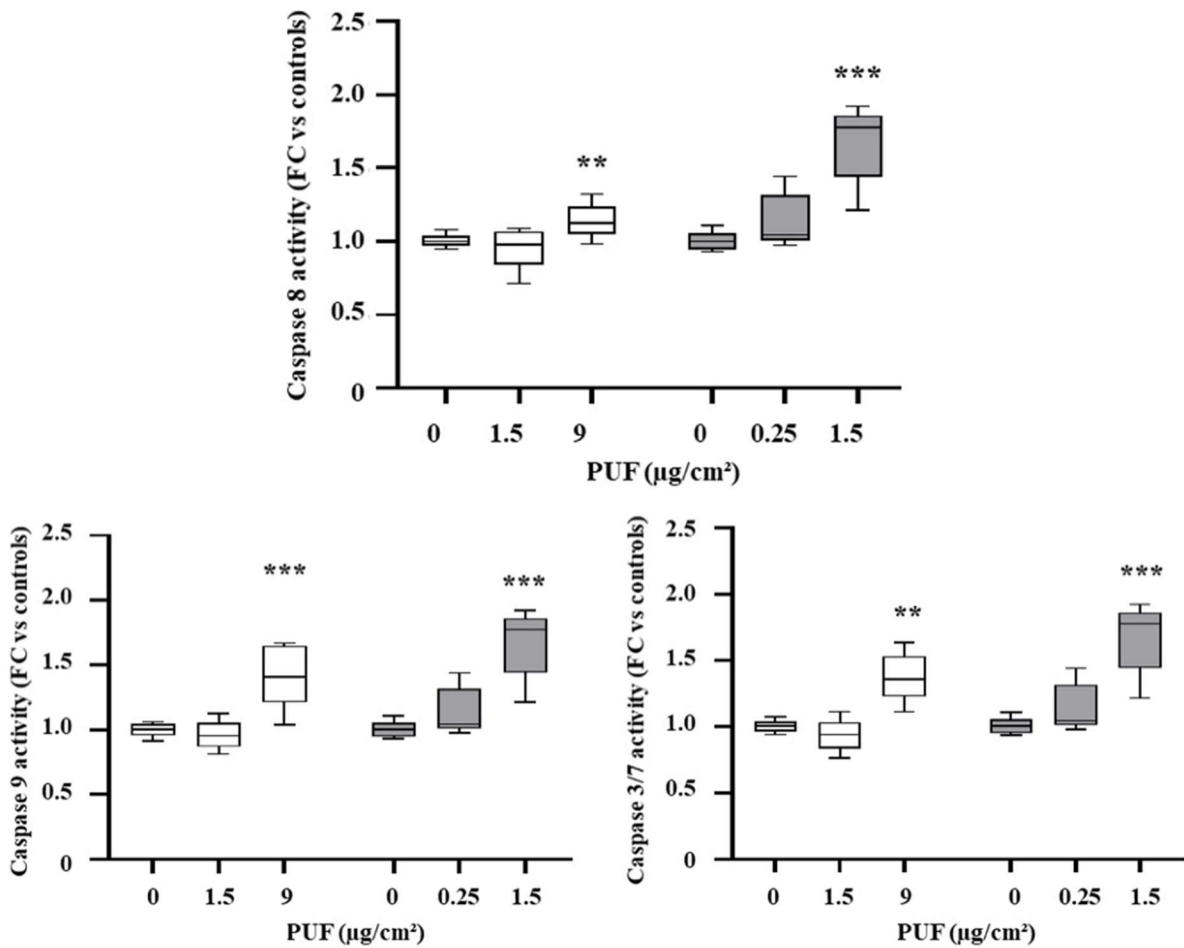 Caspase 8 activity (FC vs controls)
2.5
2.0
1.5
1.0
0.5
0
**
***
0 1.5 9 0 0.25 1.5
PUF (µg/cm²)
Caspase 9 activity (FC vs controls)
2.5
2.0
1.5
1.0
0.5
0
***
***
0 1.5 9 0 0.25 1.5
PUF (µg/cm²)
Caspase 3/7 activity (FC vs controls)
2.5
2.0
1.5
1.0
0.5
0
**
***
0 1.5 9 0 0.25 1.5
PUF (µg/cm²)